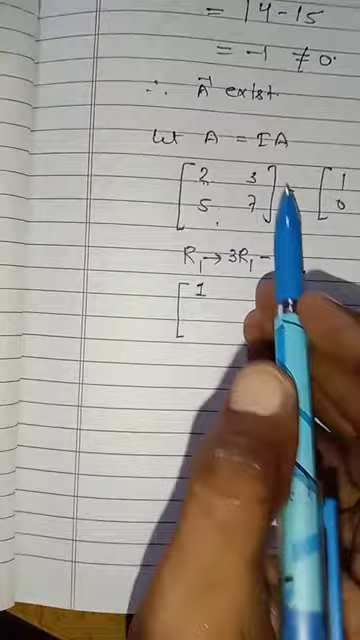 = 14-15
= -1 ≠ 0.
∴ A⁻¹ exist.
Let A = IA
[2 3
5 7] = [1
0
R₁ → 3R₁ -
[1